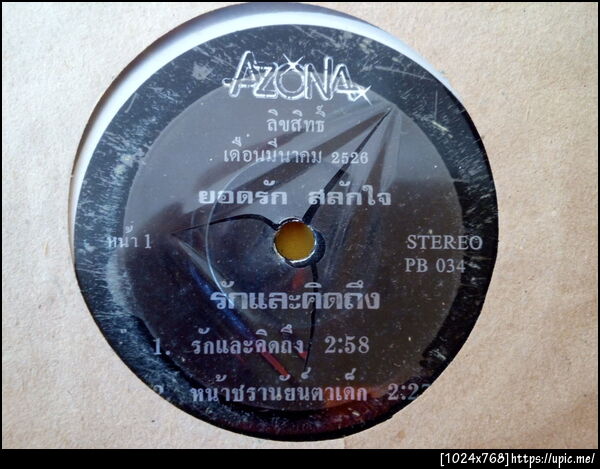 AZONA
ลิขสิทธิ์
เดือนมีนาคม 2526
ยอดรัก สลักใจ
หน้า 1
STEREO
PB 034
รักและคิดถึง
1. รักและคิดถึง 2:58
2. หน้าชรานัยน์ตาเด็ก
[1024x768]https://upic.me/